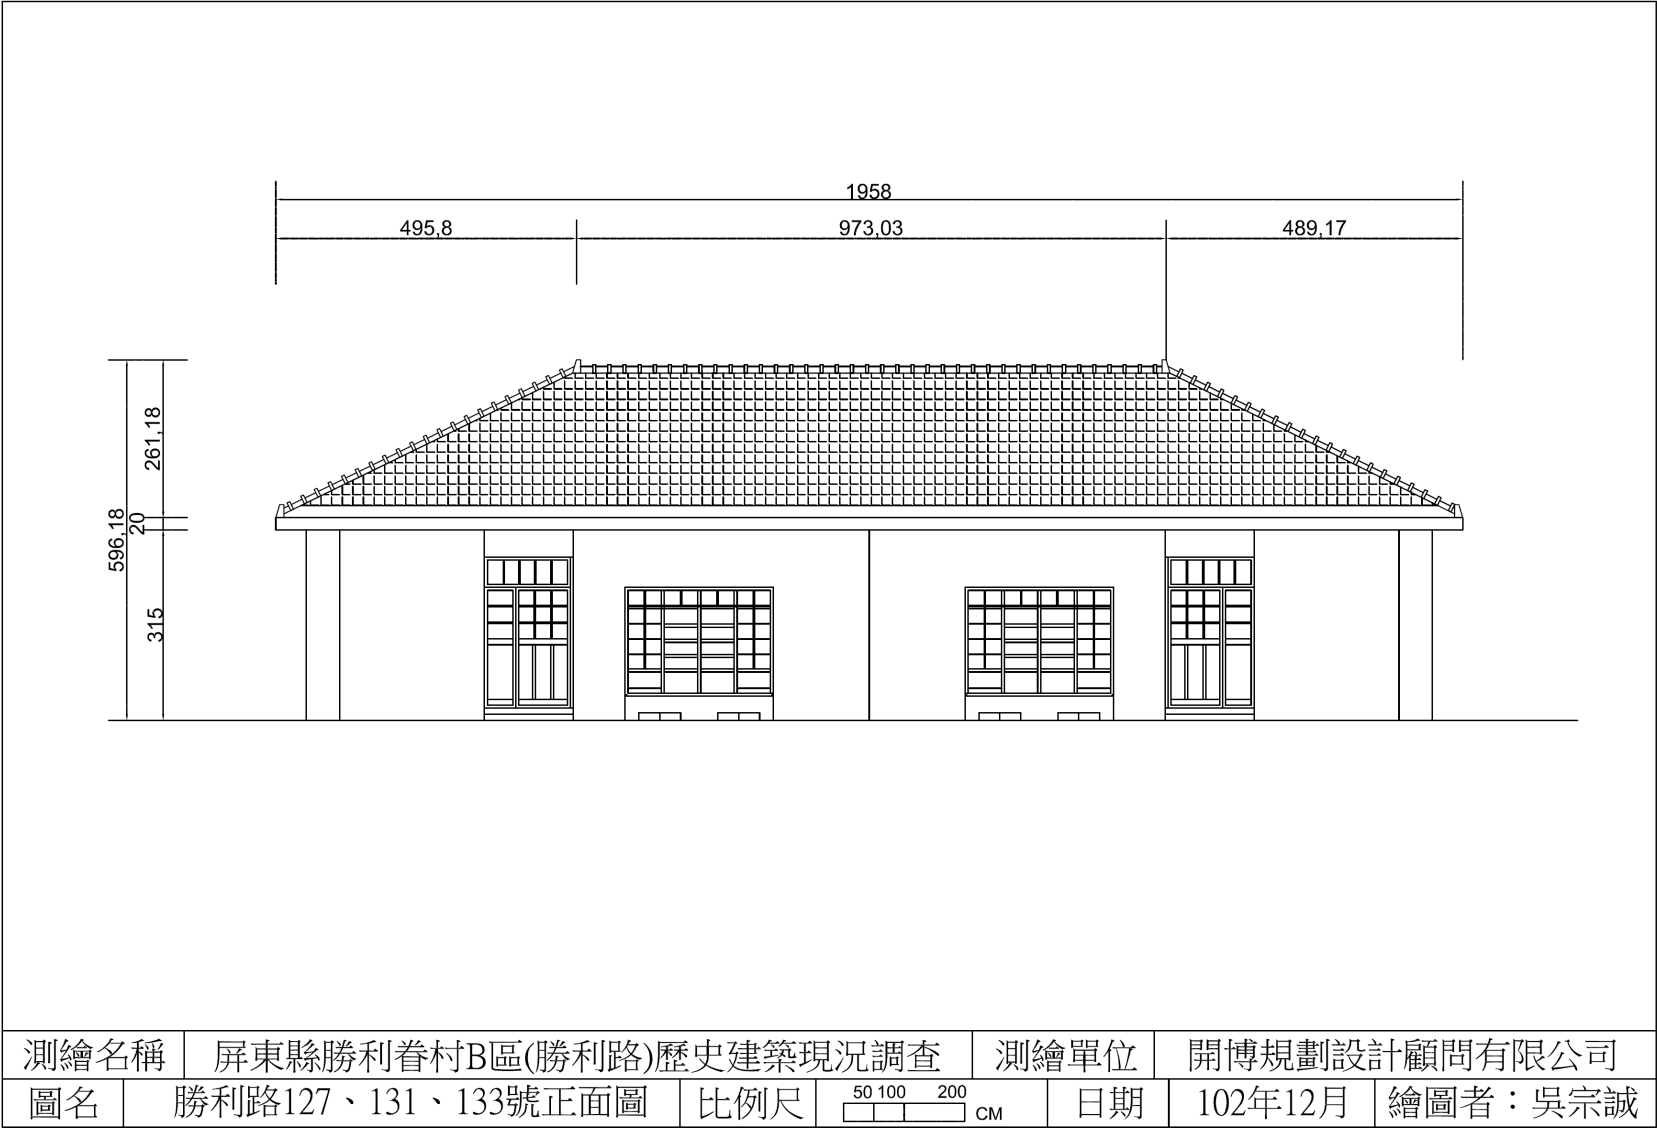 1958
495,8
973,03
489,17
261,18
20
596,18
315
測繪名稱
屏東縣勝利眷村B區(勝利路)歷史建築現況調查
測繪單位
開博規劃設計顧問有限公司
圖名
勝利路127、131、133號正面圖
比例尺
50 100 200
CM
日期
102年12月
繪圖者：吳宗誠